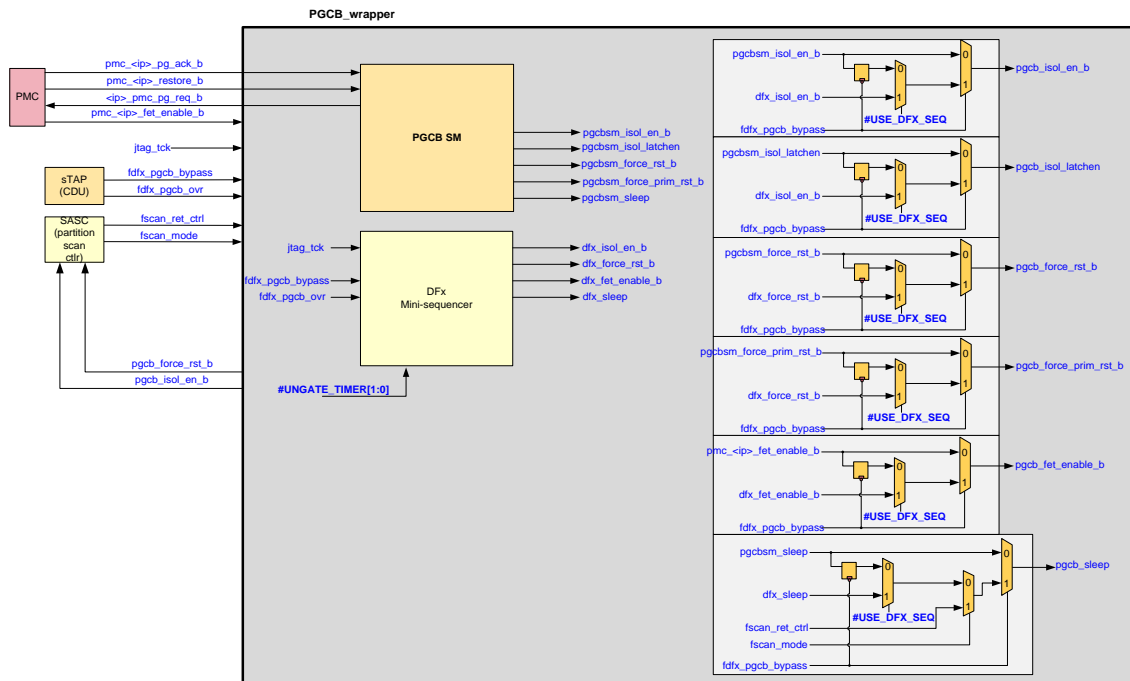 PGCB_wrapper
PMC
pmc_<ip>_pg_ack_b
pmc_<ip>_restore_b
<ip>_pmc_pg_req_b
pmc_<ip>_fet_enable_b
jtag_tck
sTAP
(CDU)
fdfx_pgcb_bypass
fdfx_pgcb_ovr
SASC
(partition
scan
ctlr)
fscan_ret_ctrl
fscan_mode
pgcb_force_rst_b
pgcb_isol_en_b
PGCB SM
pgcbsm_isol_en_b
pgcbsm_isol_latchen
pgcbsm_force_rst_b
pgcbsm_force_prim_rst_b
pgcbsm_sleep
jtag_tck
fdfx_pgcb_bypass
fdfx_pgcb_ovr
DFx
Mini-sequencer
dfx_isol_en_b
dfx_force_rst_b
dfx_fet_enable_b
dfx_sleep
#UNGATE_TIMER[1:0]
pgcbsm_isol_en_b
0
0
pgcb_isol_en_b
dfx_isol_en_b
1
1
#USE_DFX_SEQ
fdfx_pgcb_bypass
pgcbsm_isol_latchen
0
0
pgcb_isol_latchen
dfx_isol_en_b
1
1
#USE_DFX_SEQ
fdfx_pgcb_bypass
pgcbsm_force_rst_b
0
0
pgcb_force_rst_b
dfx_force_rst_b
1
1
#USE_DFX_SEQ
fdfx_pgcb_bypass
pgcbsm_force_prim_rst_b
0
0
pgcb_force_prim_rst_b
dfx_force_rst_b
1
1
#USE_DFX_SEQ
fdfx_pgcb_bypass
pmc_<ip>_fet_enable_b
0
0
pgcb_fet_enable_b
dfx_fet_enable_b
1
1
#USE_DFX_SEQ
fdfx_pgcb_bypass
pgcbsm_sleep
0
0
pgcb_sleep
0
1
dfx_sleep
1
1
#USE_DFX_SEQ
fscan_ret_ctrl
fscan_mode
fdfx_pgcb_bypass